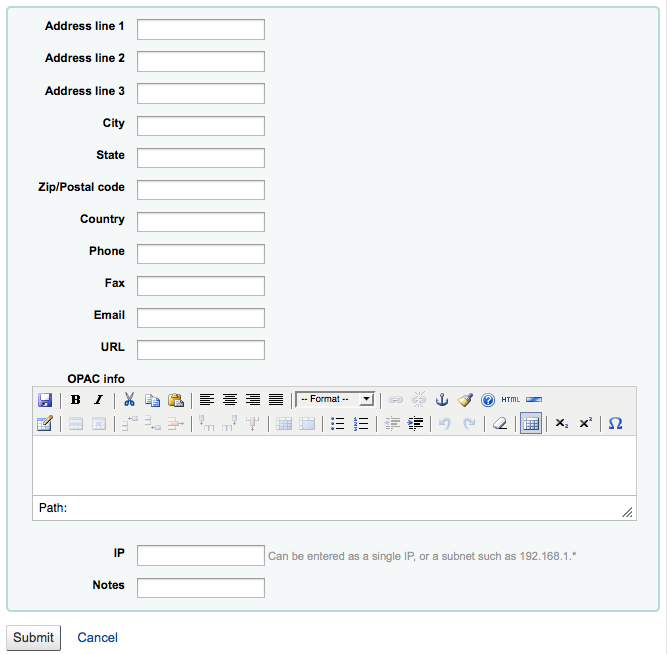 Address line 1
Address line 2
Address line 3
City
State
Zip/Postal code
Country
Phone
Fax
Email
URL
OPAC info
B I -- Format -- HTML
x₂ x² Ω
Path:
IP Can be entered as a single IP, or a subnet such as 192.168.1.*
Notes
Submit Cancel